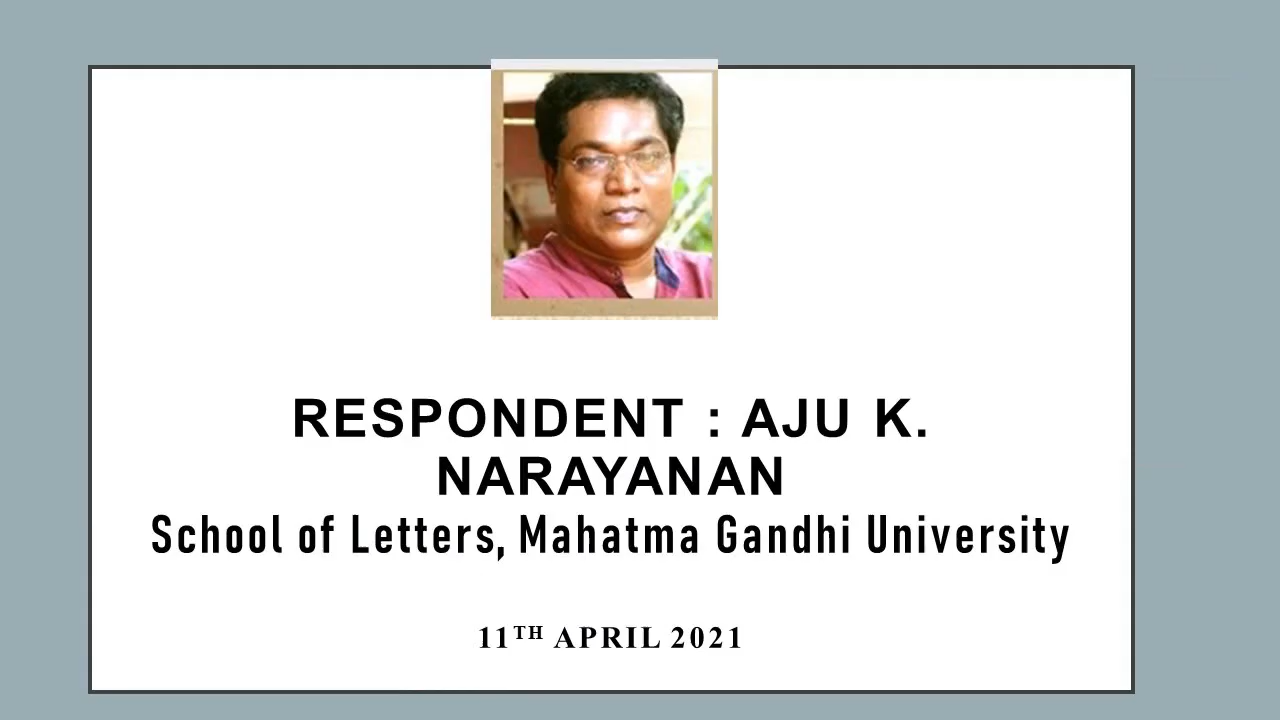 RESPONDENT : AJU K.
NARAYANAN
School of Letters, Mahatma Gandhi University
11TH APRIL 2021